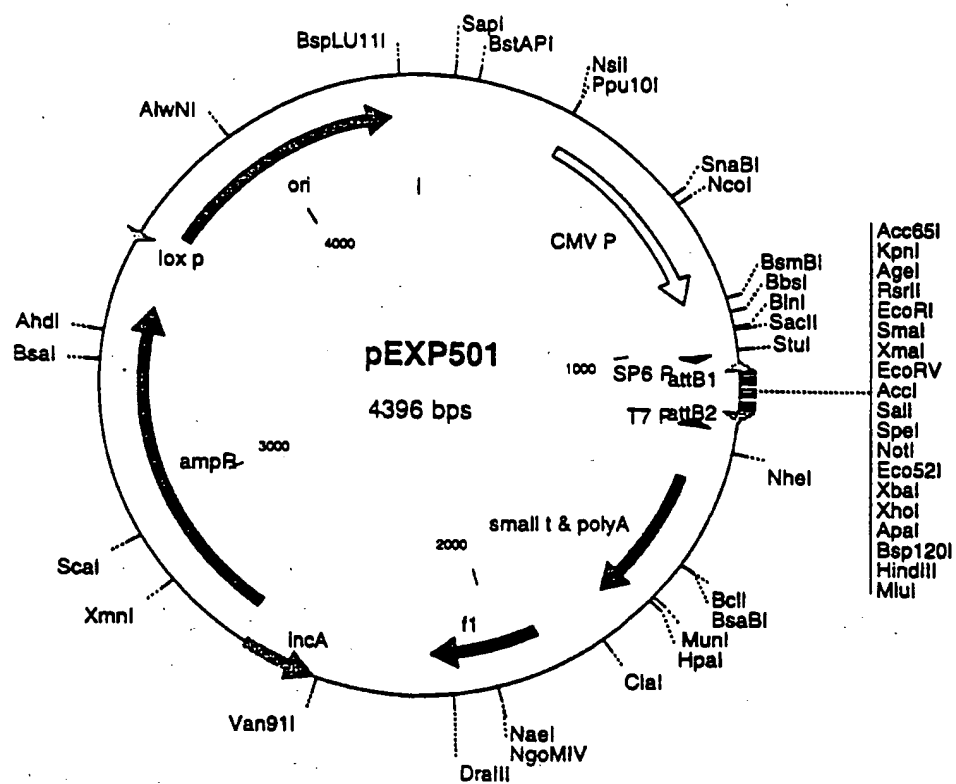 SapI
BspLU11I
BstAPI
NsiI
Ppu10I
AlwNI
SnaBI
NcoI
ori
4000
CMV P
lox p
BsmBI
BbsI
BlnI
SacII
StuI
AhdI
BsaI
pEXP501
4396 bps
1000
SP6 P
attB1
T7 P
attB2
Acc65I
KpnI
AgeI
RsrII
EcoRI
SmaI
XmaI
EcoRV
AccI
SalI
SpeI
NotI
Eco52I
XbaI
XhoI
ApaI
Bsp120I
HindIII
MluI
ampR
3000
NheI
small t & polyA
2000
ScaI
XmnI
BclI
BsaBI
MunI
HpaI
f1
incA
ClaI
Van91I
NaeI
NgoMIV
DraIII